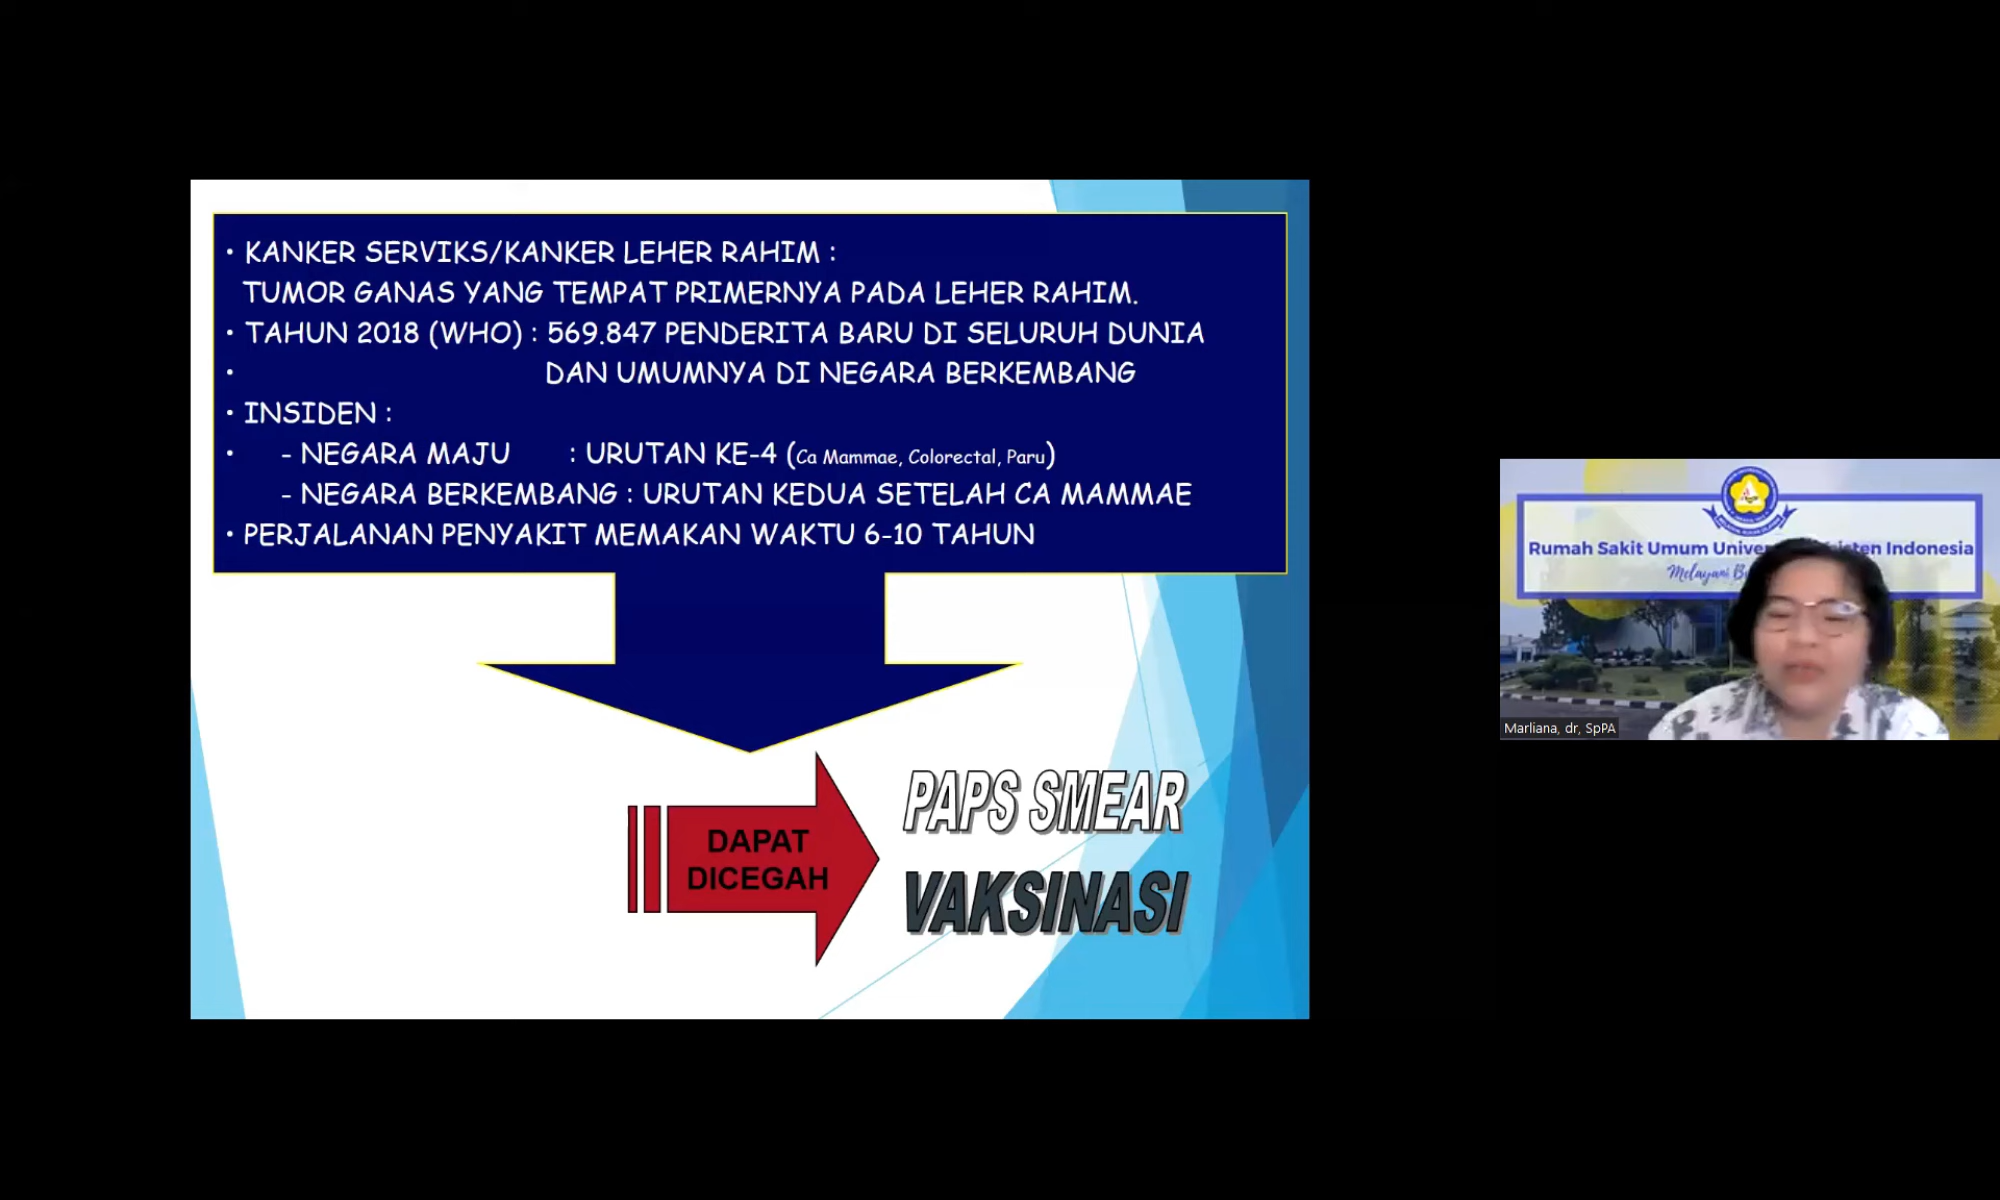 • KANKER SERVIKS/KANKER LEHER RAHIM :
TUMOR GANAS YANG TEMPAT PRIMERNYA PADA LEHER RAHIM.
• TAHUN 2018 (WHO) : 569.847 PENDERITA BARU DI SELURUH DUNIA
• DAN UMUMNYA DI NEGARA BERKEMBANG
• INSIDEN :
• - NEGARA MAJU : URUTAN KE-4 (Ca Mammae, Colorectal, Paru)
- NEGARA BERKEMBANG : URUTAN KEDUA SETELAH CA MAMMAE
• PERJALANAN PENYAKIT MEMAKAN WAKTU 6-10 TAHUN
DAPAT
DICEGAH
PAPS SMEAR
VAKSINASI
Rumah Sakit Umum Indonesia
Melayani
Marliana, dr, SpPA